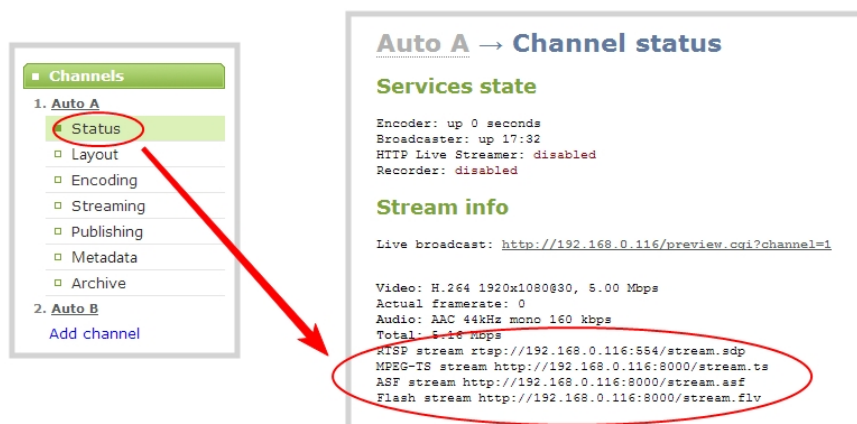 Channels
1. Auto A
Status
Layout
Encoding
Streaming
Publishing
Metadata
Archive
2. Auto B
Add channel
Auto A → Channel status
Services state
Encoder: up 0 seconds
Broadcaster: up 17:32
HTTP Live Streamer: disabled
Recorder: disabled
Stream info
Live broadcast: http://192.168.0.116/preview.cgi?channel=1
Video: H.264 1920x1080@30, 5.00 Mbps
Actual framerate: 0
Audio: AAC 44kHz mono 160 kbps
Total: 5.16 Mbps
RTSP stream rtsp://192.168.0.116:554/stream.sdp
MPEG-TS stream http://192.168.0.116:8000/stream.ts
ASF stream http://192.168.0.116:8000/stream.asf
Flash stream http://192.168.0.116:8000/stream.flv